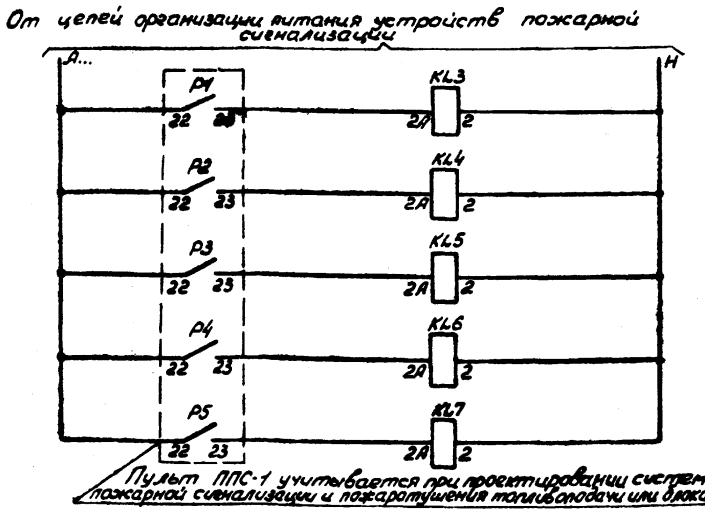 От цепей организации питания устройств пожарной
сигнализации
А... Н
Р1 KL3
22 23 2А 2
Р2 KL4
22 23 2А 2
Р3 KL5
22 23 2А 2
Р4 KL6
22 23 2А 2
Р5 KL7
22 23 2А 2
Пульт ППС-1 учитывается при проектировании систем
пожарной сигнализации и пожаротушения топливоподачи или блока